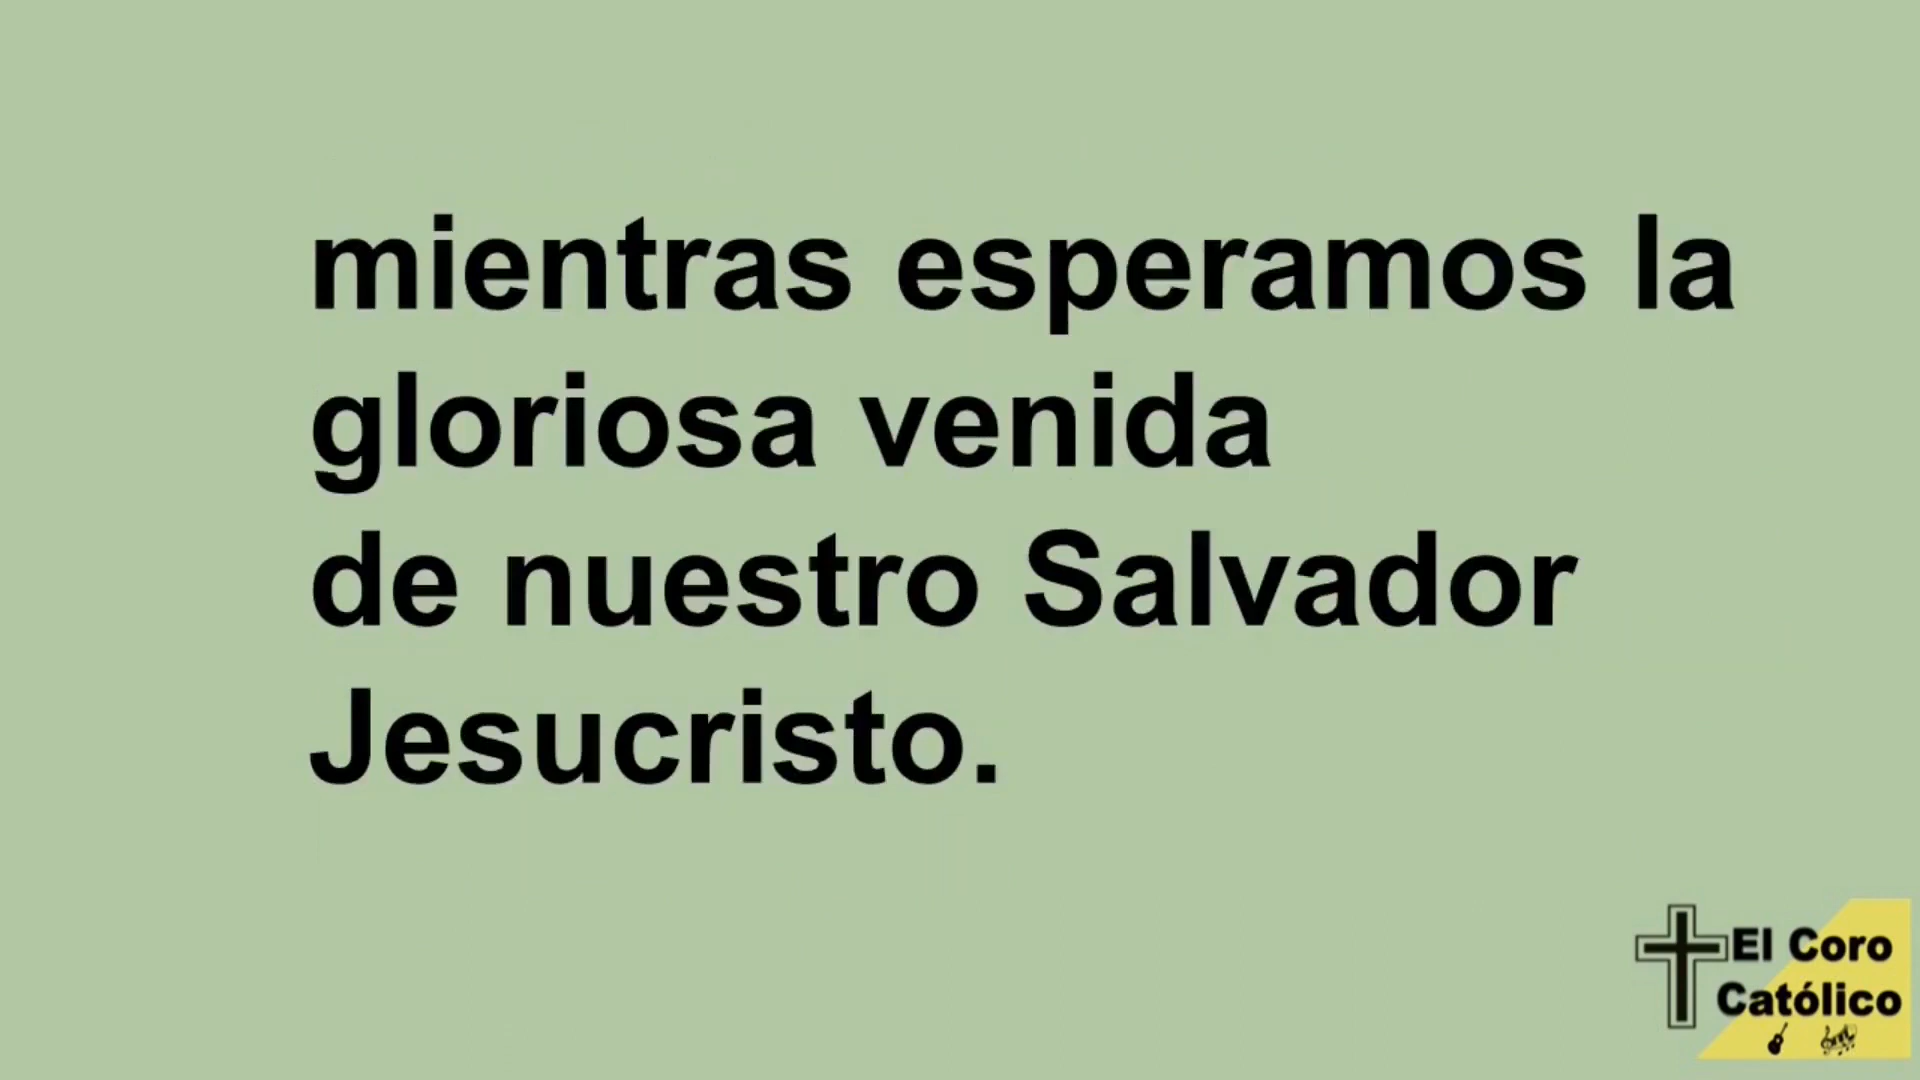 mientras esperamos la
gloriosa venida
de nuestro Salvador
Jesucristo.
El Coro
Católico